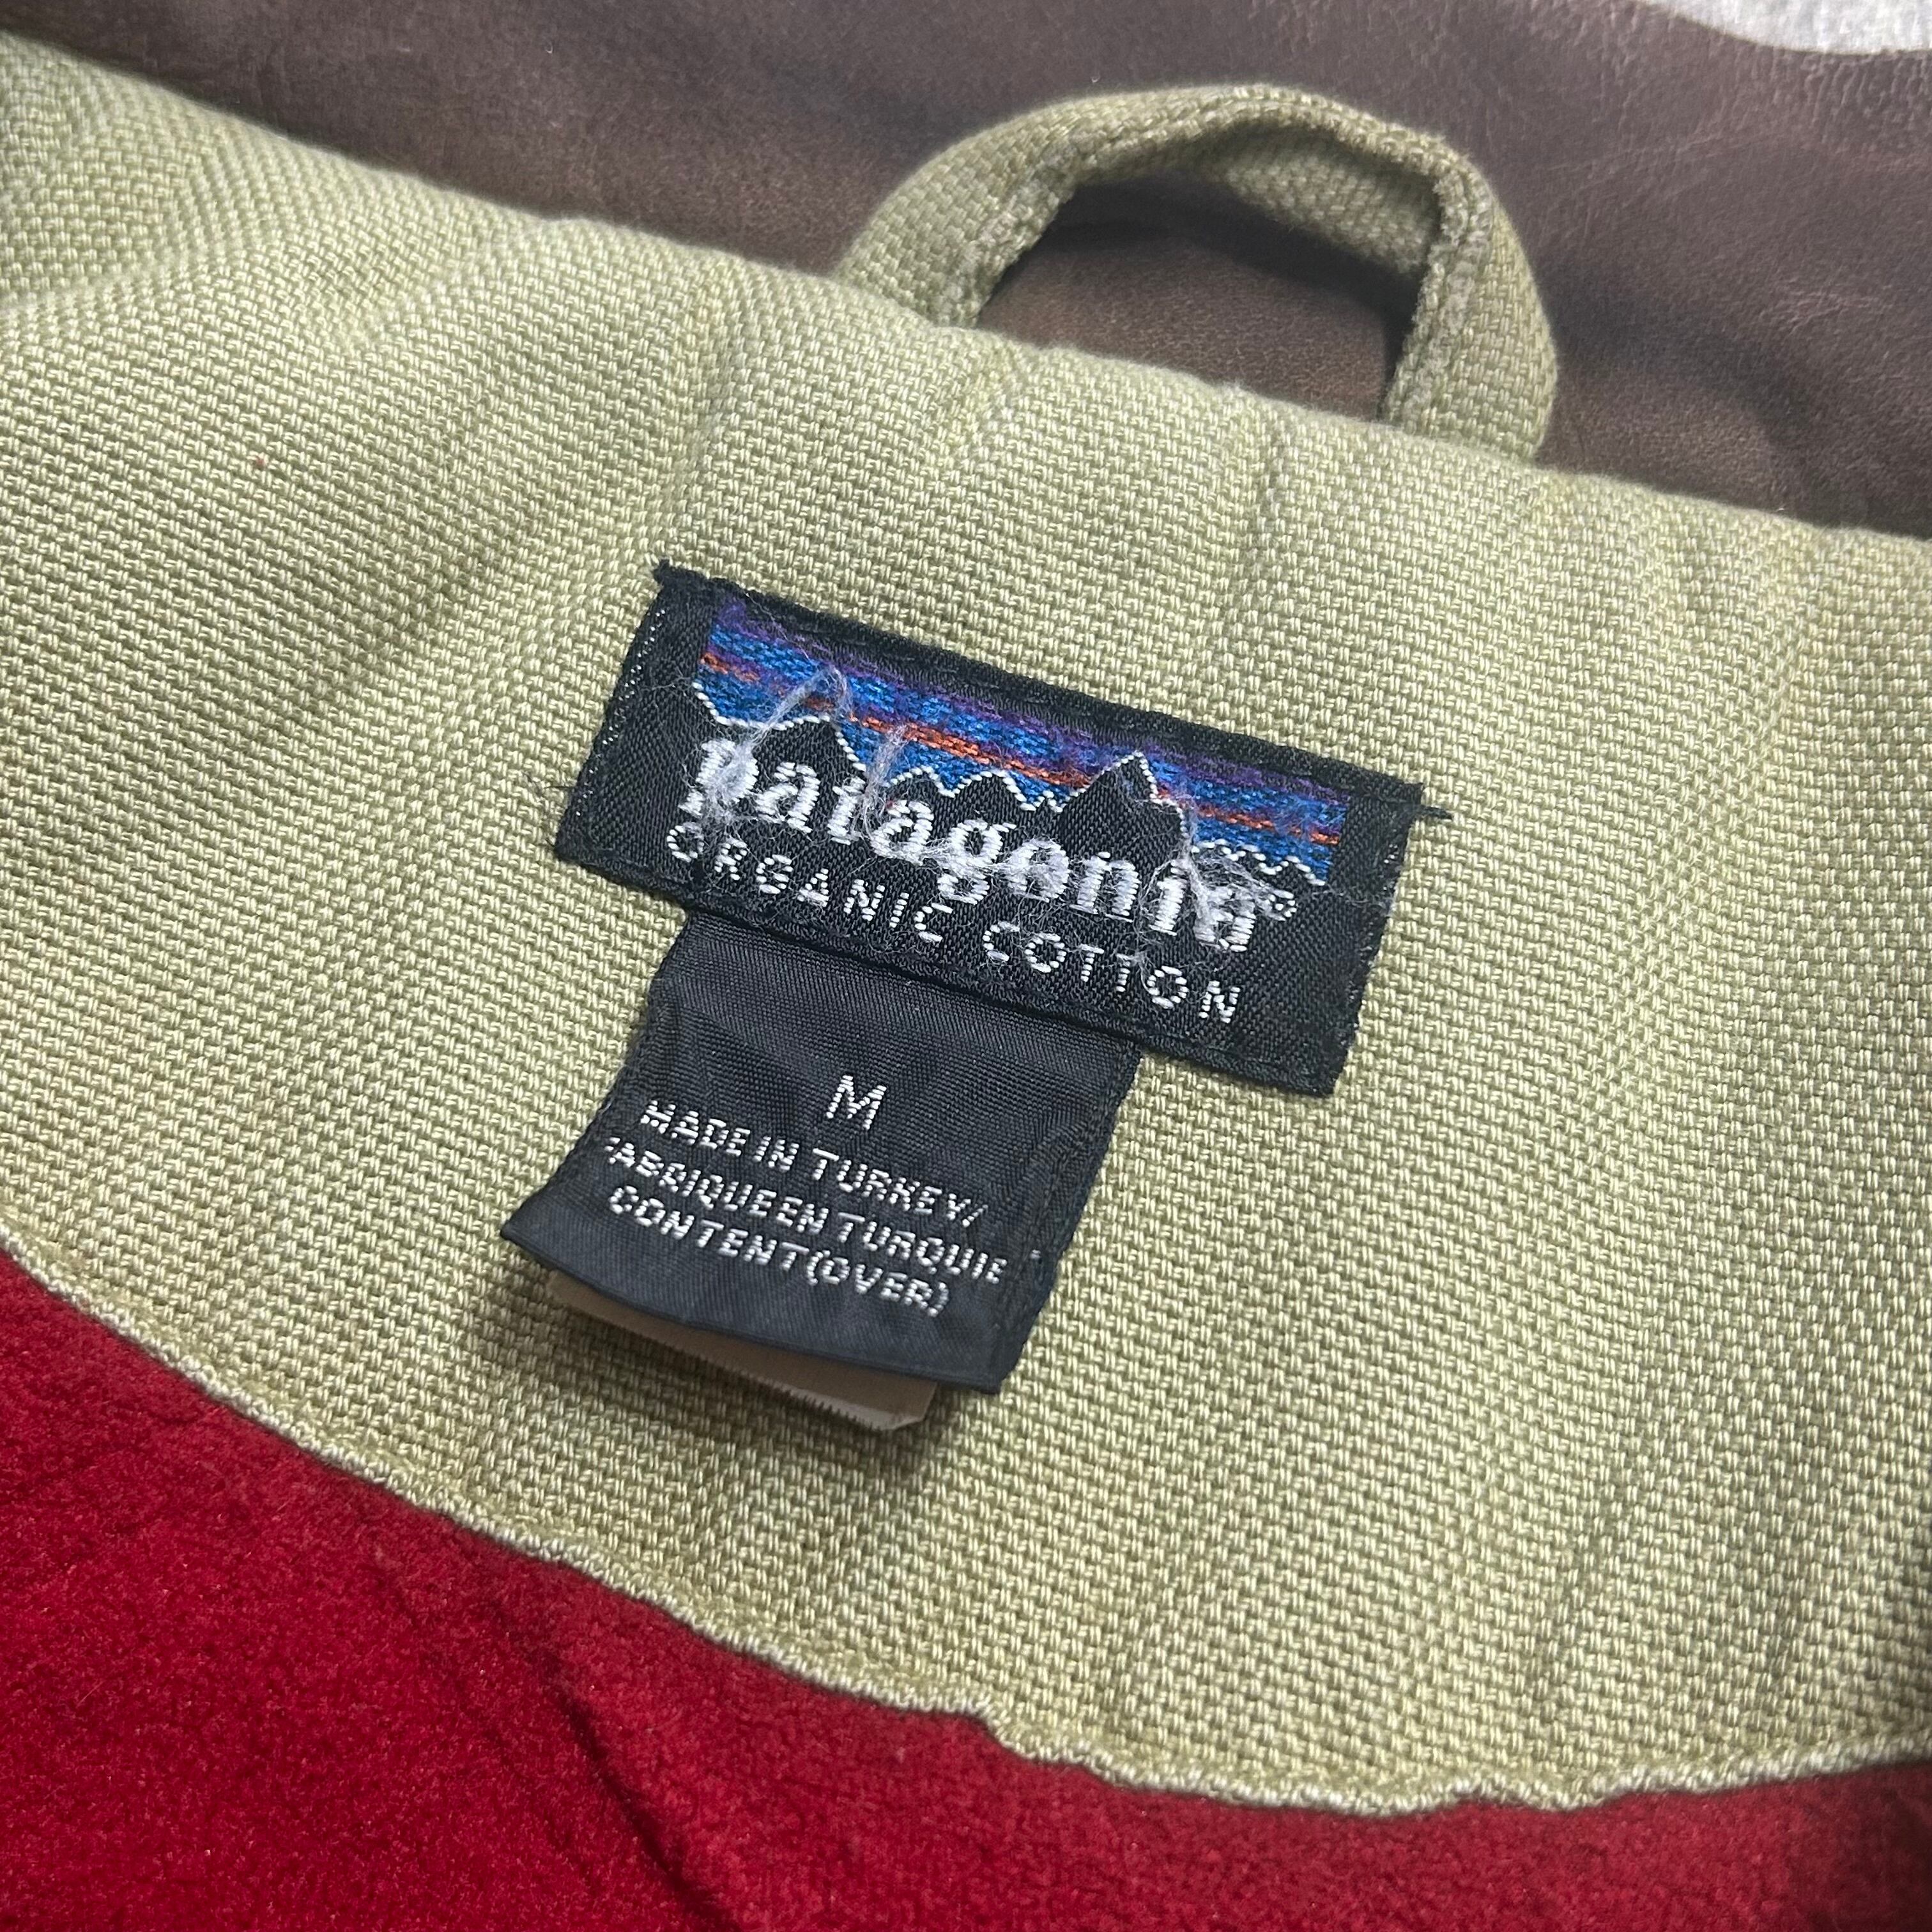 patagonia®
ORGANIC COTTON
M
MADE IN TURKEY/
FABRIQUE EN TURQUIE
CONTENT(OVER)